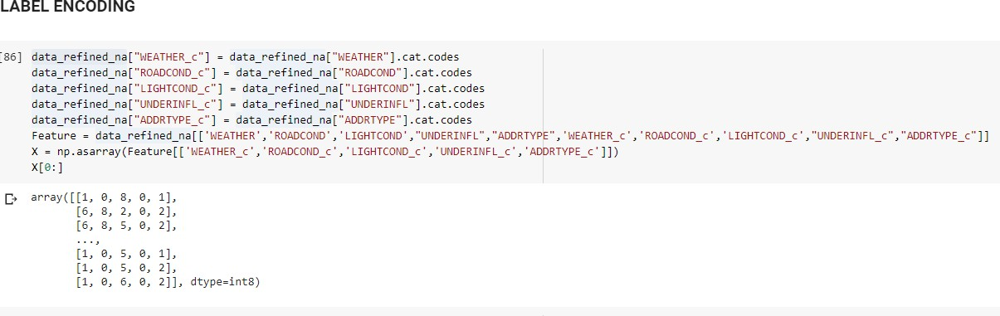 LABEL ENCODING
[86] data_refined_na["WEATHER_c"] = data_refined_na["WEATHER"].cat.codes
data_refined_na["ROADCOND_c"] = data_refined_na["ROADCOND"].cat.codes
data_refined_na["LIGHTCOND_c"] = data_refined_na["LIGHTCOND"].cat.codes
data_refined_na["UNDERINFL_c"] = data_refined_na["UNDERINFL"].cat.codes
data_refined_na["ADDRTYPE_c"] = data_refined_na["ADDRTYPE"].cat.codes
Feature = data_refined_na[['WEATHER','ROADCOND','LIGHTCOND',"UNDERINFL","ADDRTYPE",'WEATHER_c','ROADCOND_c','LIGHTCOND_c',"UNDERINFL_c","ADDRTYPE_c"]]
X = np.asarray(Feature[['WEATHER_c','ROADCOND_c','LIGHTCOND_c','UNDERINFL_c','ADDRTYPE_c']])
X[0:]
array([[1, 0, 8, 0, 1],
[6, 8, 2, 0, 2],
[6, 8, 5, 0, 2],
...,
[1, 0, 5, 0, 1],
[1, 0, 5, 0, 2],
[1, 0, 6, 0, 2]], dtype=int8)